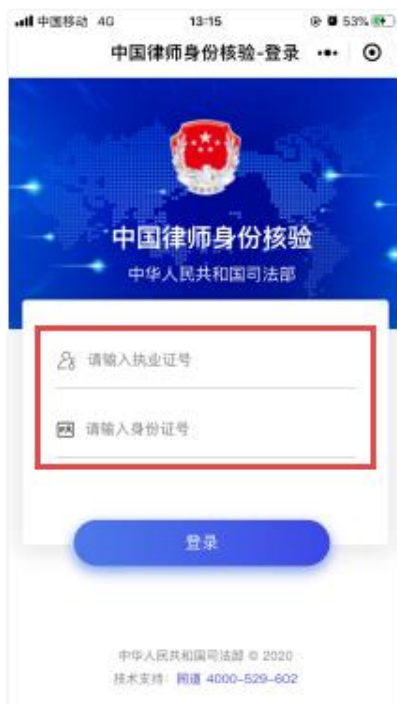 中国移动 4G 13:15 53%
中国律师身份核验-登录
中国律师身份核验
中华人民共和国司法部
请输入执业证号
请输入身份证号
登录
中华人民共和国司法部 © 2020
技术支持: 网道 4000-529-602